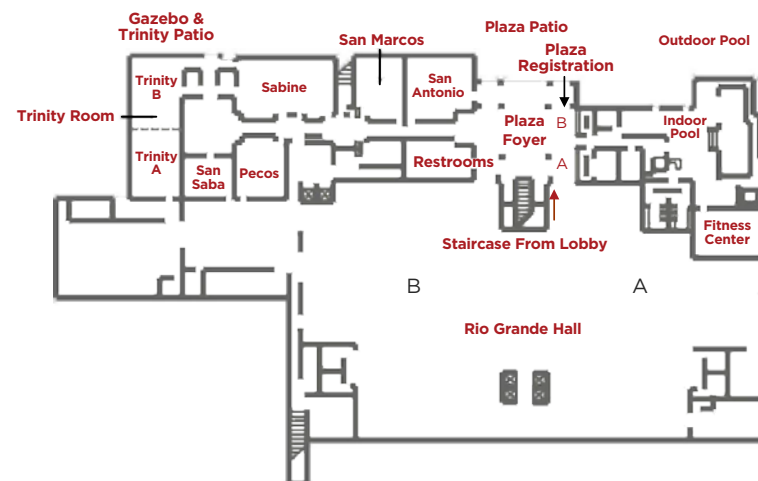 Gazebo &
Trinity Patio
Plaza Patio
San Marcos
Plaza
Registration
Outdoor Pool
Trinity
B
Sabine
San
Antonio
Trinity Room
Plaza
Foyer
B
Indoor
Pool
Trinity
A
San
Saba
Pecos
Restrooms
A
Fitness
Center
Staircase From Lobby
B
A
Rio Grande Hall